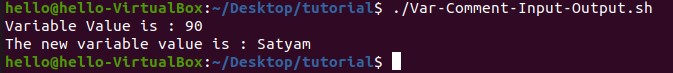 hello@hello-VirtualBox:~/Desktop/tutorial$ ./Var-Comment-Input-Output.sh
Variable Value is : 90
The new variable value is : Satyam
hello@hello-VirtualBox:~/Desktop/tutorial$